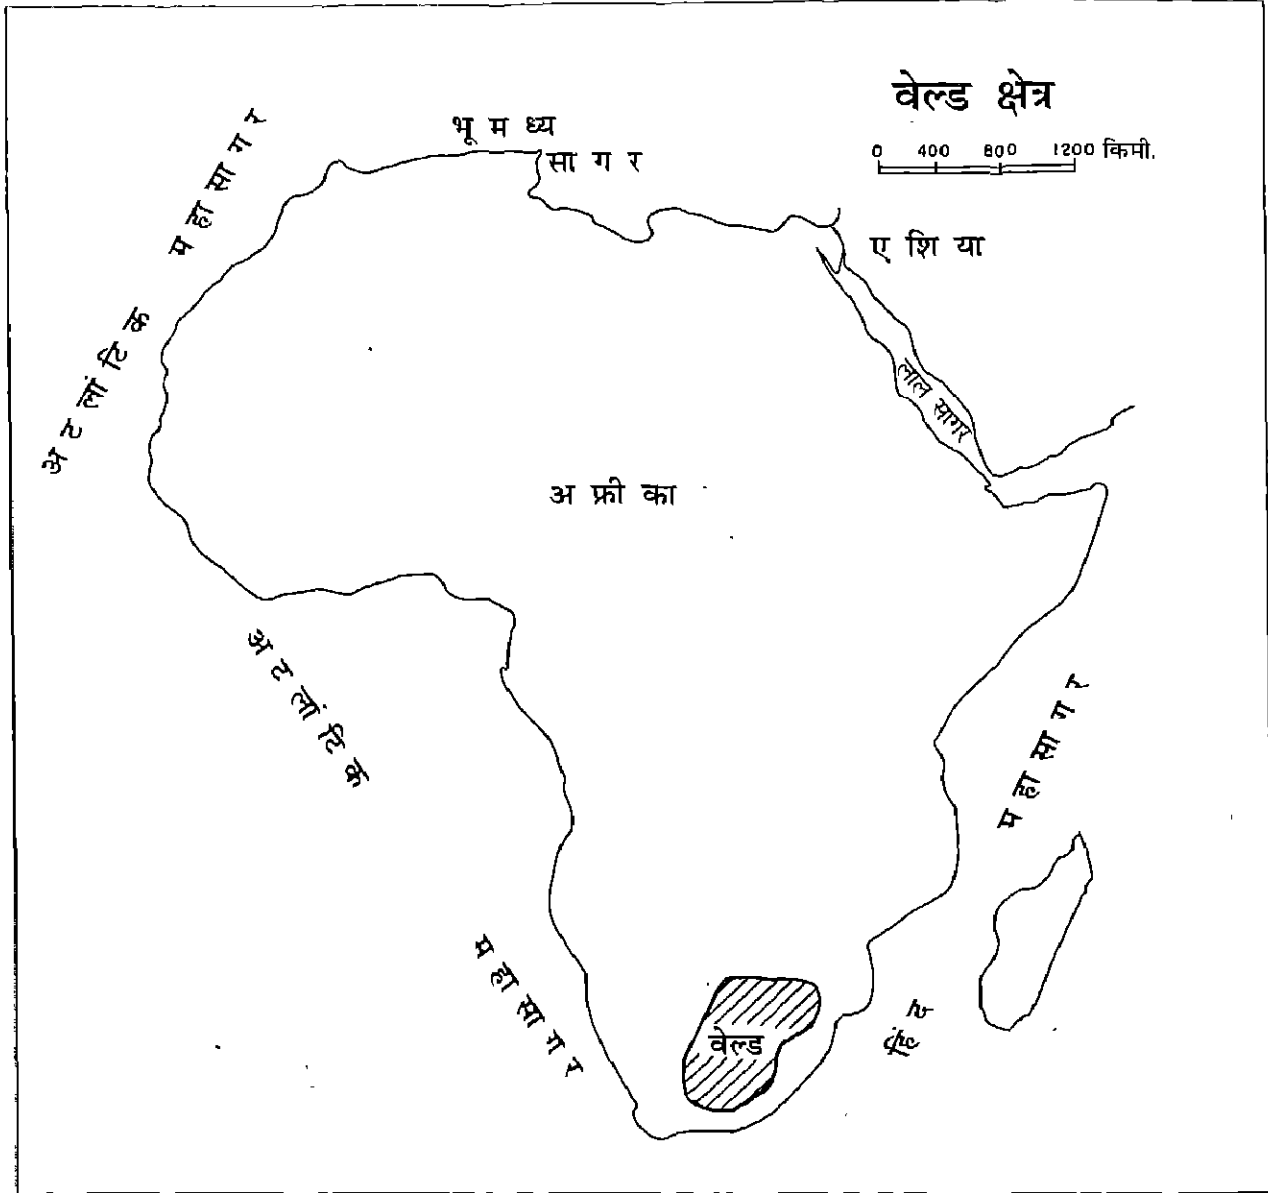 वेल्ड क्षेत्र
0 400 800 1200 किमी.
भू म ध्य
सा ग र
ए शि या
अ ट लां टि क म हा सा ग र
लाल सागर
अ फ्री का
अ ट लां टि क
म हा सा ग र
हिंद
म हा सा ग र
वेल्ड